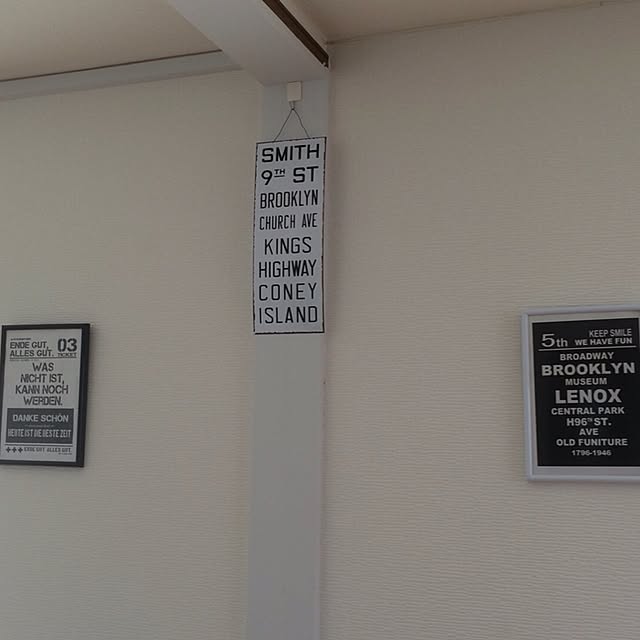 ENDE GUT,
ALLES GUT.
03
TICKET
WAS
NICHT IST,
KANN NOCH
WERDEN.
DANKE SCHÖN
HEUTE IST DIE BESTE ZEIT
+++ ENDE GUT ALLES GUT.
SMITH
9TH ST
BROOKLYN
CHURCH AVE
KINGS
HIGHWAY
CONEY
ISLAND
5th
KEEP SMILE
WE HAVE FUN
BROADWAY
BROOKLYN
MUSEUM
LENOX
CENTRAL PARK
H96th ST.
AVE
OLD FUNITURE
1796-1946